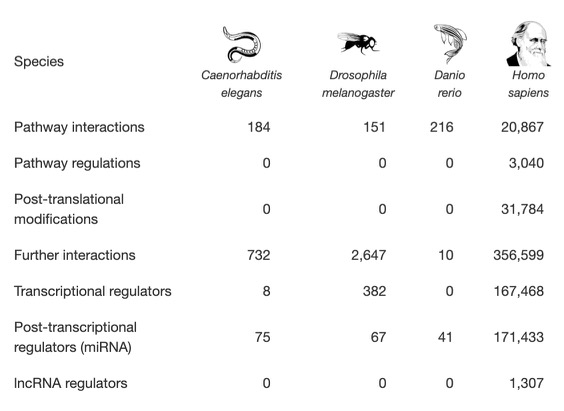 Species
Caenorhabditis elegans
Drosophila melanogaster
Danio rerio
Homo sapiens
Pathway interactions 184 151 216 20,867
Pathway regulations 0 0 0 3,040
Post-translational
modifications 0 0 0 31,784
Further interactions 732 2,647 10 356,599
Transcriptional regulators 8 382 0 167,468
Post-transcriptional
regulators (miRNA) 75 67 41 171,433
lncRNA regulators 0 0 0 1,307